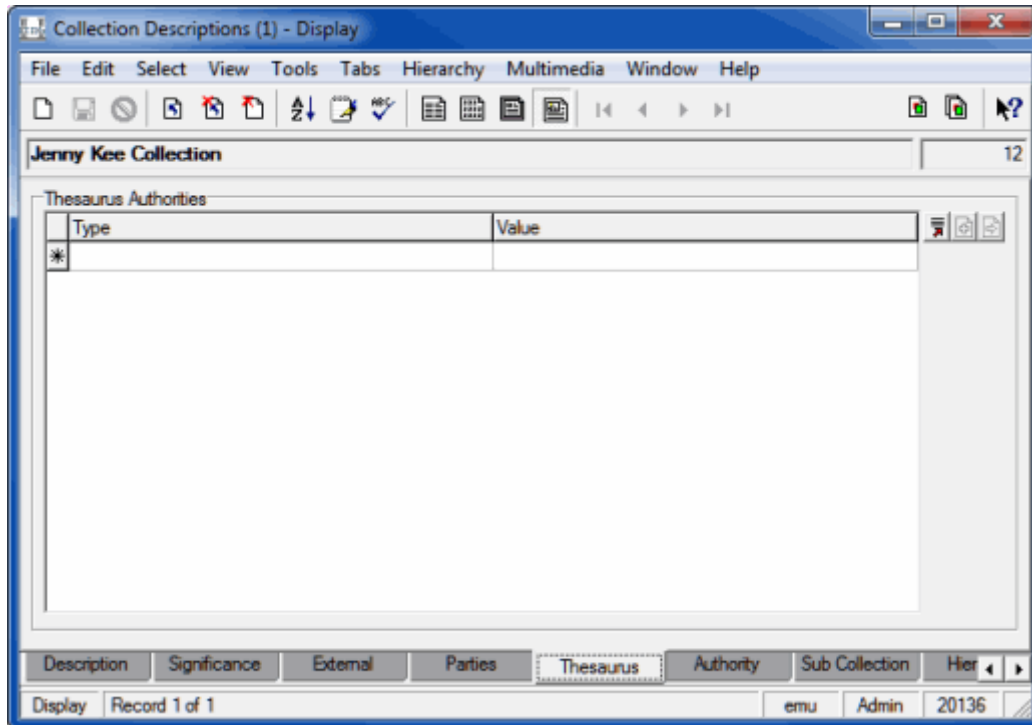 Collection Descriptions (1) - Display
File Edit Select View Tools Tabs Hierarchy Multimedia Window Help
Jenny Kee Collection 12
Thesaurus Authorities
Type Value
Description Significance External Parties Thesaurus Authority Sub Collection Hier
Display Record 1 of 1 emu Admin 20136